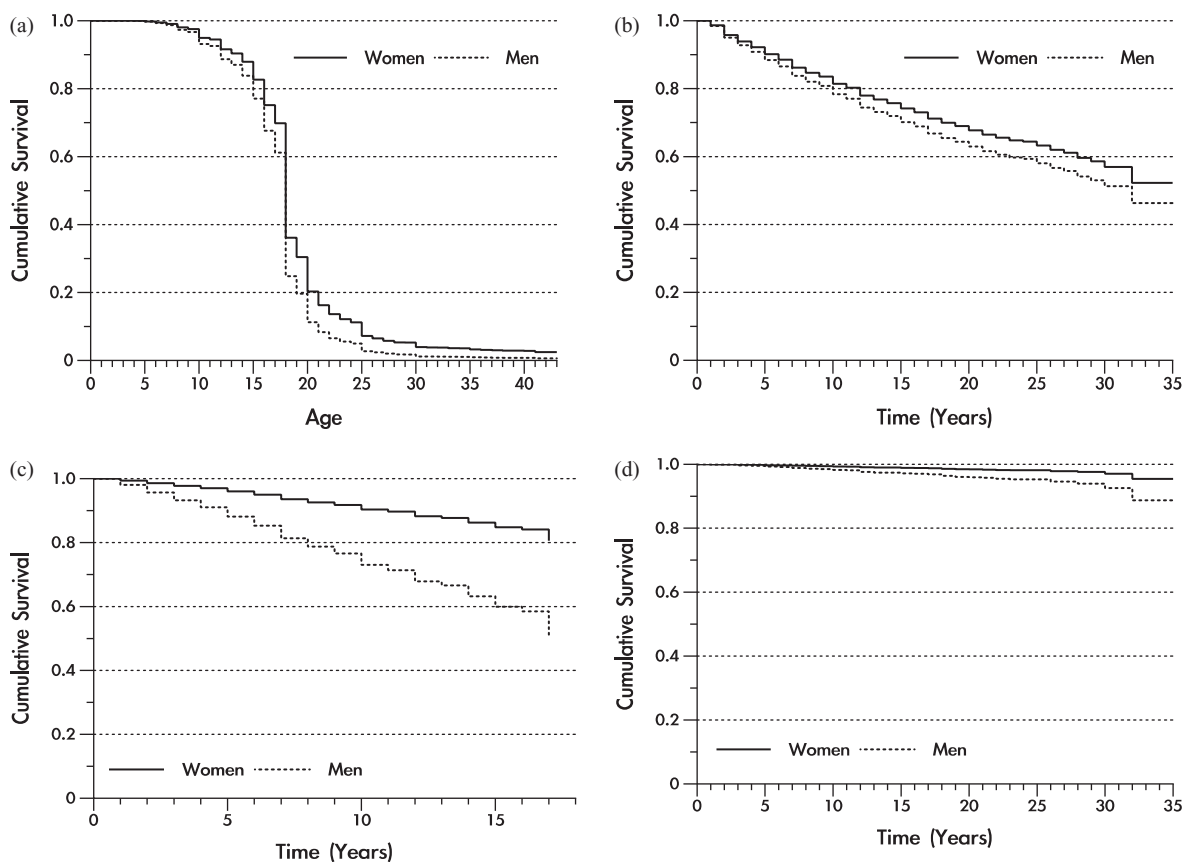 (a)
1.0
0.8
0.6
0.4
0.2
0
Cumulative Survival
Women Men
0 5 10 15 20 25 30 35 40
Age
(b)
1.0
0.8
0.6
0.4
0.2
0
Cumulative Survival
Women Men
0 5 10 15 20 25 30 35
Time (Years)
(c)
1.0
0.8
0.6
0.4
0.2
0
Cumulative Survival
Women Men
0 5 10 15
Time (Years)
(d)
1.0
0.8
0.6
0.4
0.2
0
Cumulative Survival
Women Men
0 5 10 15 20 25 30 35
Time (Years)